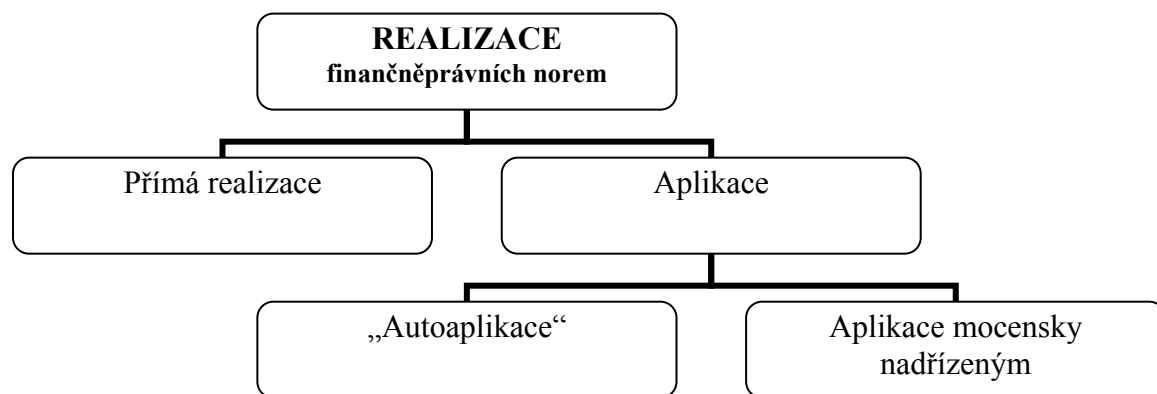 REALIZACE
finančněprávních norem
Přímá realizace
Aplikace
„Autoaplikace“
Aplikace mocensky
nadřízeným